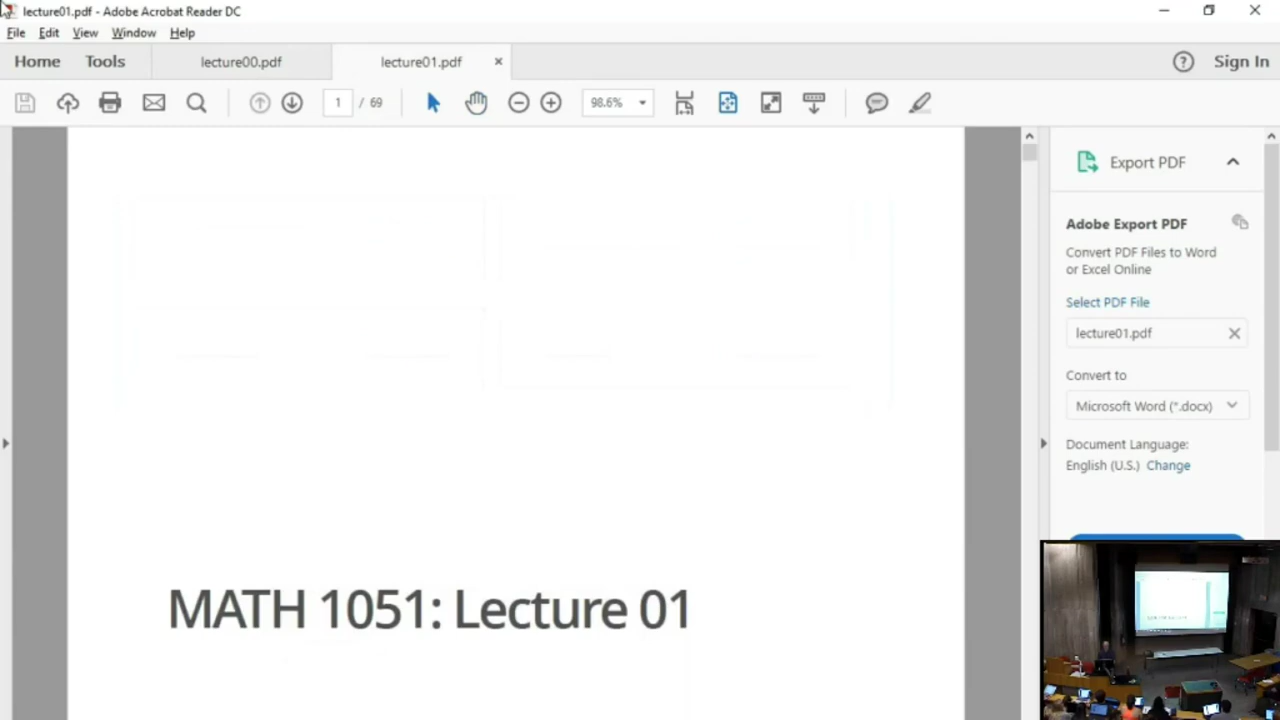 lecture01.pdf - Adobe Acrobat Reader DC
File Edit View Window Help
Home Tools lecture00.pdf lecture01.pdf × ? Sign In
1 / 69 98.6%
Export PDF
Adobe Export PDF
Convert PDF Files to Word
or Excel Online
Select PDF File
lecture01.pdf
Convert to
Microsoft Word (*.docx)
Document Language:
English (U.S.) Change
MATH 1051: Lecture 01